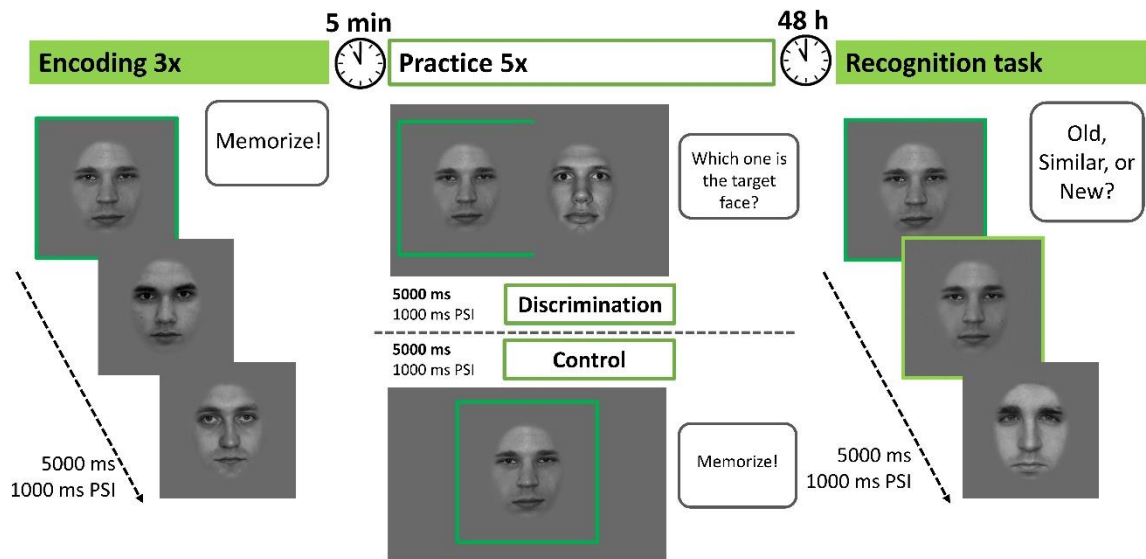 5 min
48 h
Encoding 3x
Practice 5x
Recognition task
Memorize!
Which one is
the target
face?
5000 ms
1000 ms PSI
Discrimination
5000 ms
1000 ms PSI
Control
Memorize!
5000 ms
1000 ms PSI
Old,
Similar, or
New?
5000 ms
1000 ms PSI